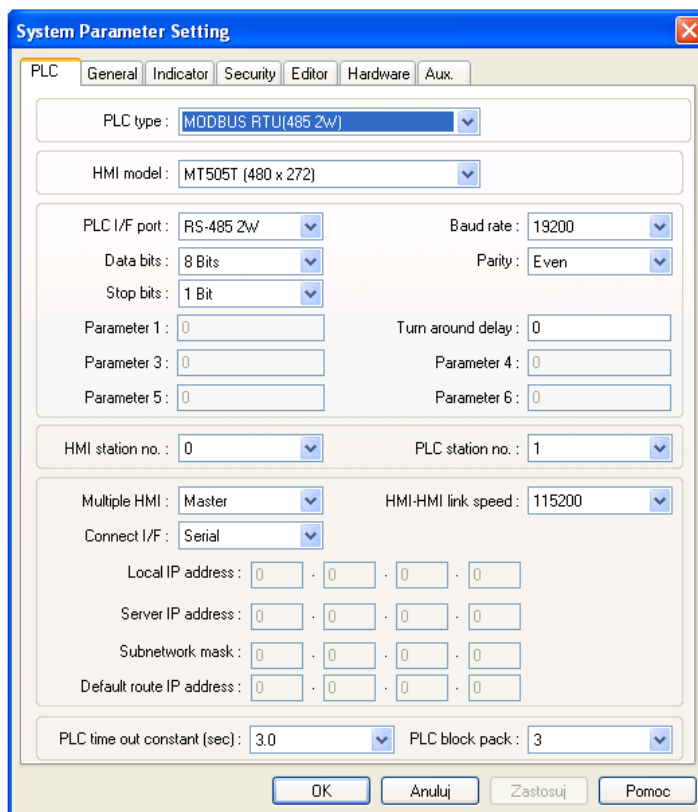 System Parameter Setting
PLC General Indicator Security Editor Hardware Aux.
PLC type : MODBUS RTU(485 2W)
HMI model : MT505T (480 x 272)
PLC I/F port : RS-485 2W Baud rate : 19200
Data bits : 8 Bits Parity : Even
Stop bits : 1 Bit
Parameter 1 : 0 Turn around delay : 0
Parameter 3 : 0 Parameter 4 : 0
Parameter 5 : 0 Parameter 6 : 0
HMI station no. : 0 PLC station no. : 1
Multiple HMI : Master HMI-HMI link speed : 115200
Connect I/F : Serial
Local IP address : 0 . 0 . 0 . 0
Server IP address : 0 . 0 . 0 . 0
Subnetwork mask : 0 . 0 . 0 . 0
Default route IP address : 0 . 0 . 0 . 0
PLC time out constant (sec) : 3.0 PLC block pack : 3
OK Anuluj Zastosuj Pomoc